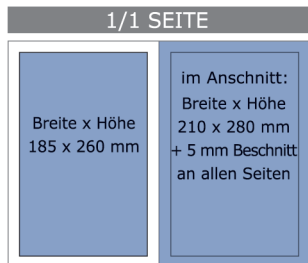 1/1 SEITE
Breite x Höhe
185 x 260 mm
im Anschnitt:
Breite x Höhe
210 x 280 mm
+ 5 mm Beschnitt
an allen Seiten